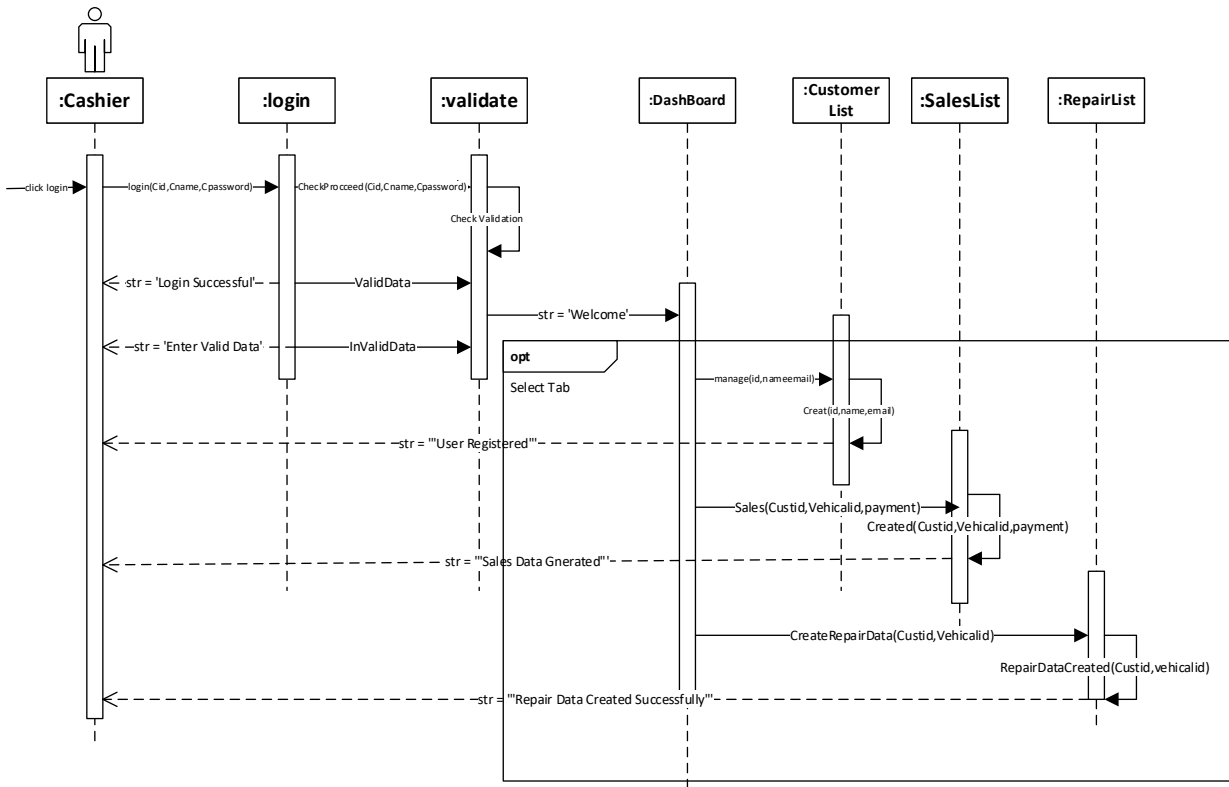 :Cashier
:login
:validate
:DashBoard
:Customer
List
:SalesList
:RepairList
click login
login(Cid,Cname,Cpassword)
CheckProcceed(Cid,Cname,Cpassword)
Check Validation
str = 'Login Successful'
ValidData
str = 'Welcome'
str = 'Enter Valid Data'
InValidData
opt
Select Tab
manage(id,nameemail)
Creat(id,name,email)
str = "'User Registered"'
Sales(Custid,Vehicalid,payment)
Created(Custid,Vehicalid,payment)
str = "'Sales Data Gnerated"'
CreateRepairData(Custid,Vehicalid)
RepairDataCreated(Custid,vehicalid)
str = "'Repair Data Created Successfully"'